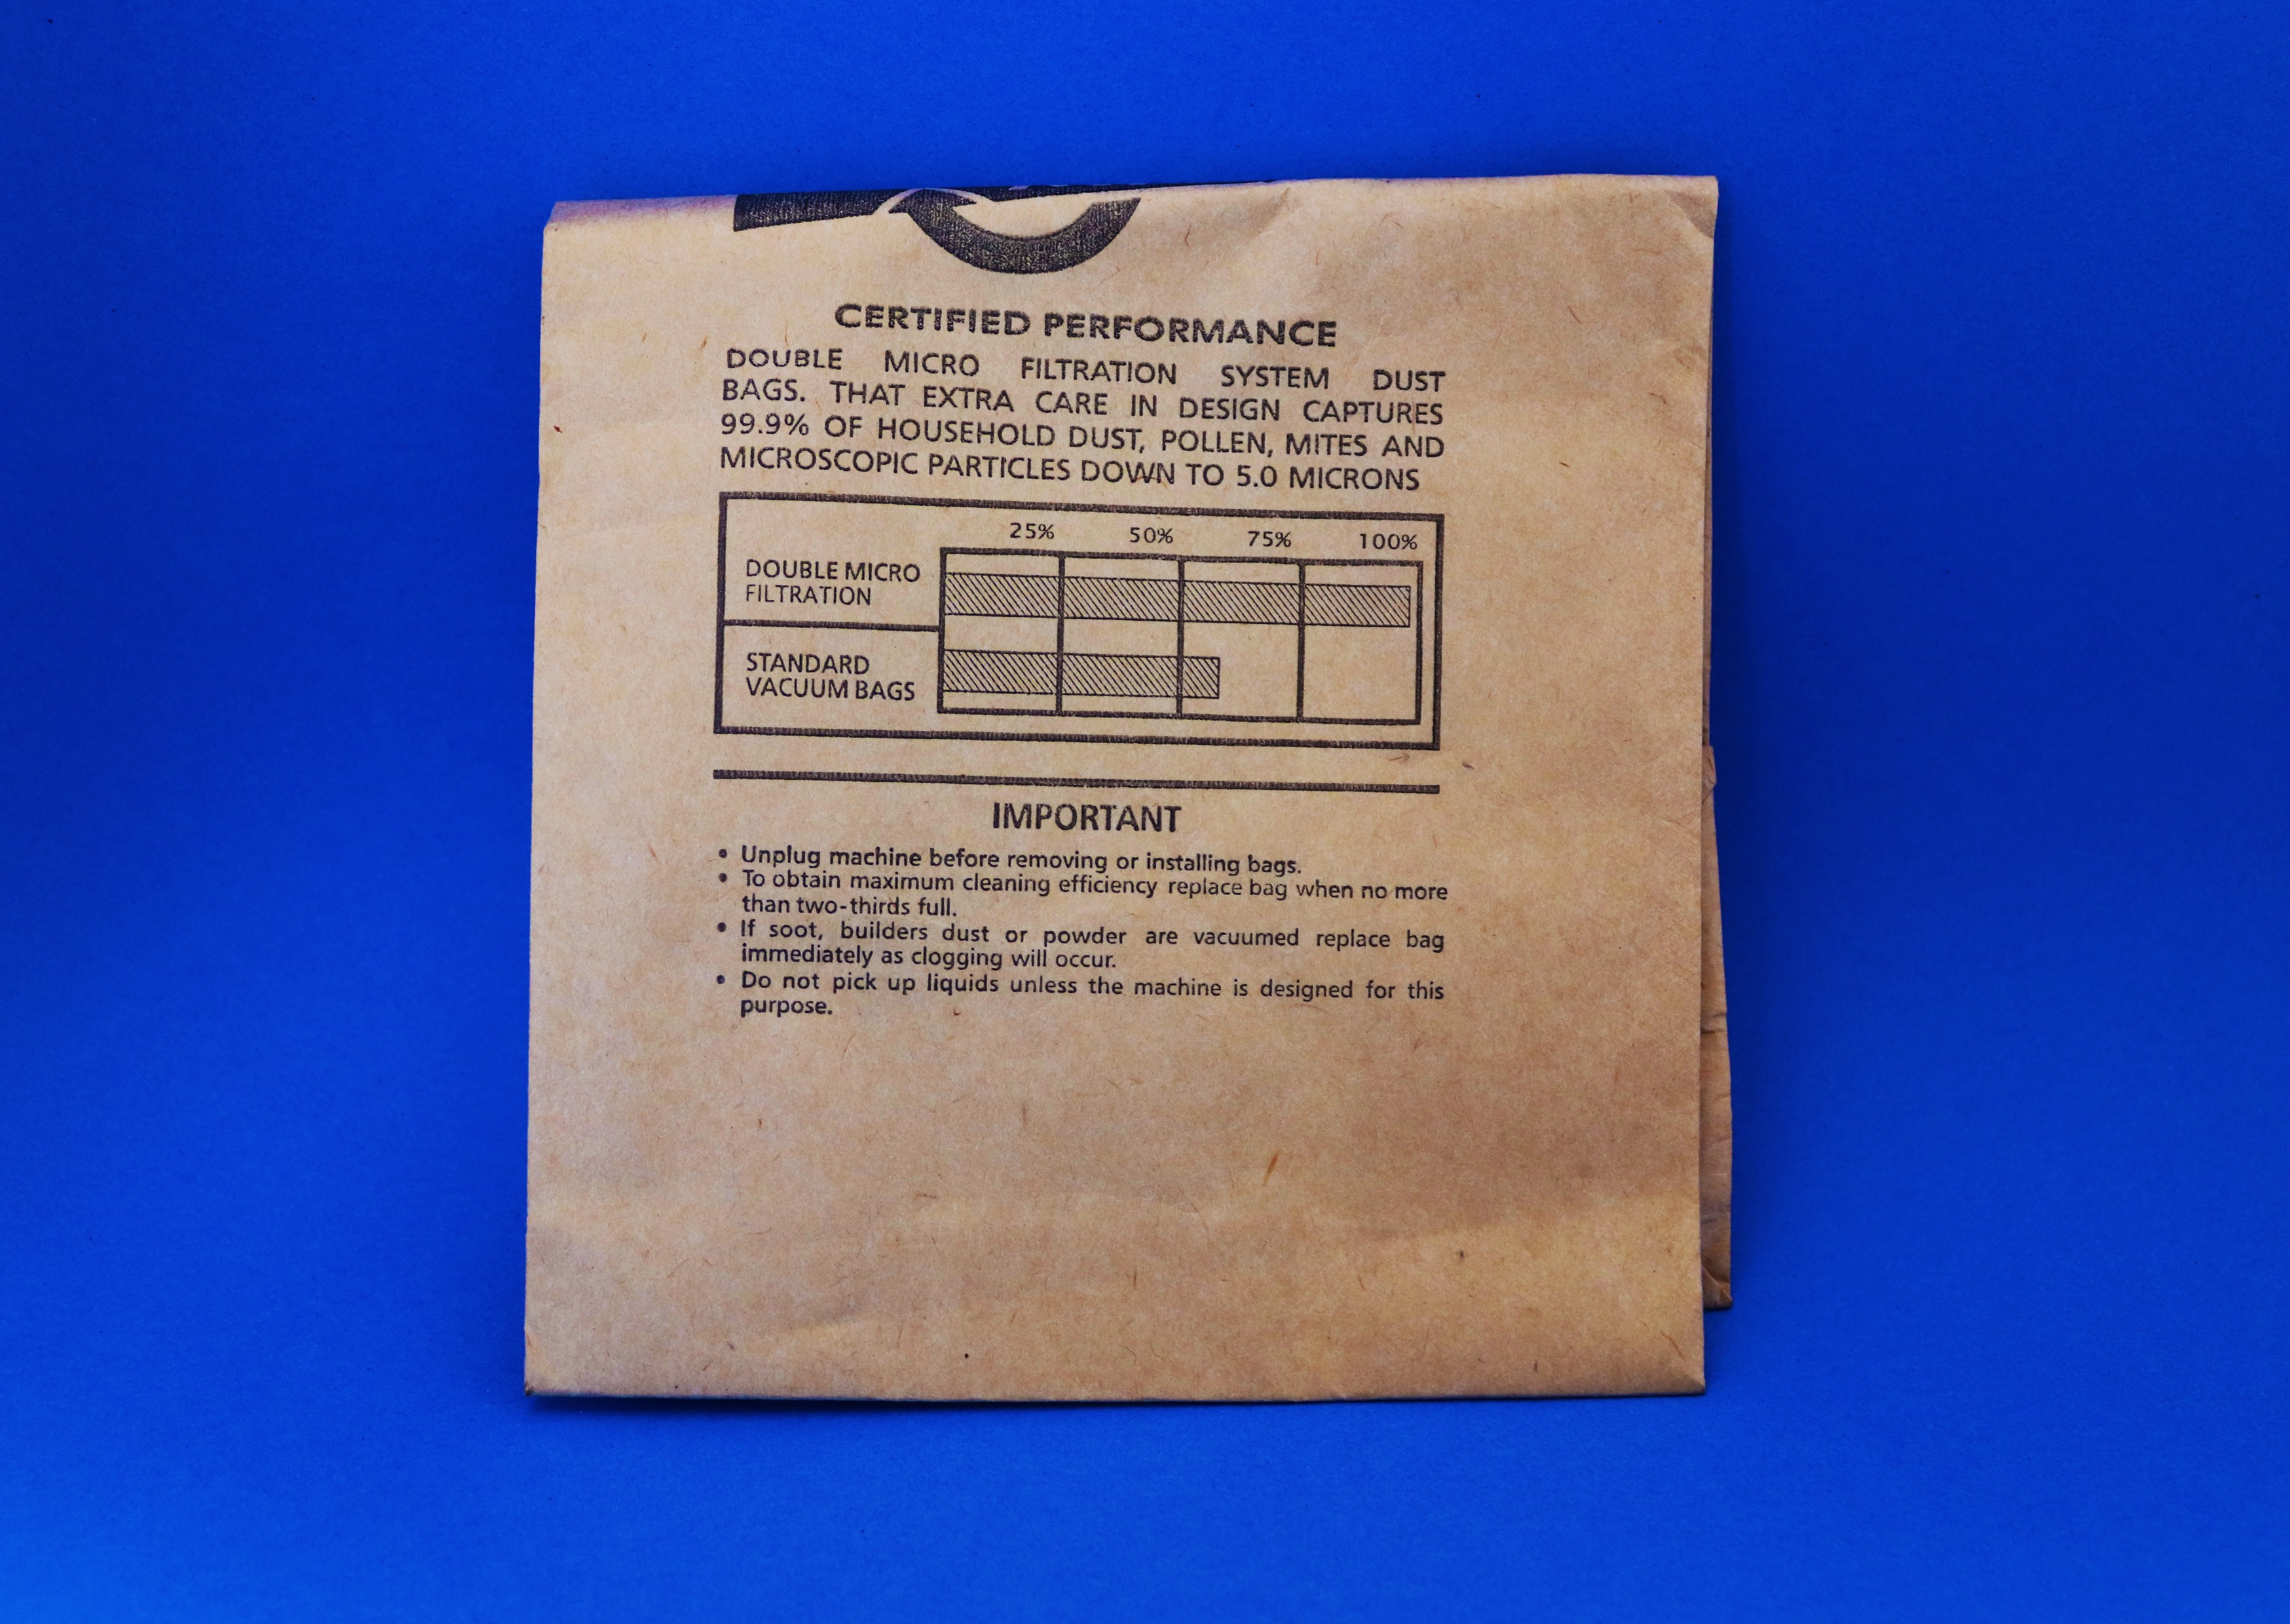 CERTIFIED PERFORMANCE
DOUBLE MICRO FILTRATION SYSTEM DUST
BAGS. THAT EXTRA CARE IN DESIGN CAPTURES
99.9% OF HOUSEHOLD DUST, POLLEN, MITES AND
MICROSCOPIC PARTICLES DOWN TO 5.0 MICRONS
25% 50% 75% 100%
DOUBLE MICRO
FILTRATION
STANDARD
VACUUM BAGS
IMPORTANT
• Unplug machine before removing or installing bags.
• To obtain maximum cleaning efficiency replace bag when no more
than two-thirds full.
• If soot, builders dust or powder are vacuumed replace bag
immediately as clogging will occur.
• Do not pick up liquids unless the machine is designed for this
purpose.